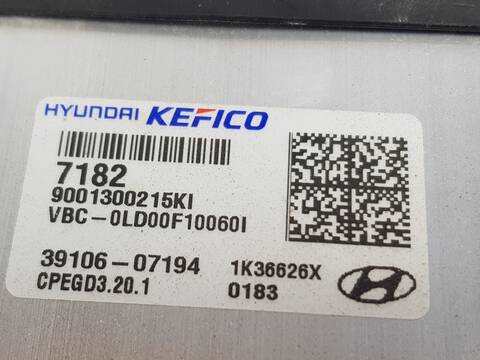 HYUNDAI KEFICO
7182
9001300215KI
VBC-0LD00F10060I
39106-07194 1K36626X
CPEGD3.20.1 0183